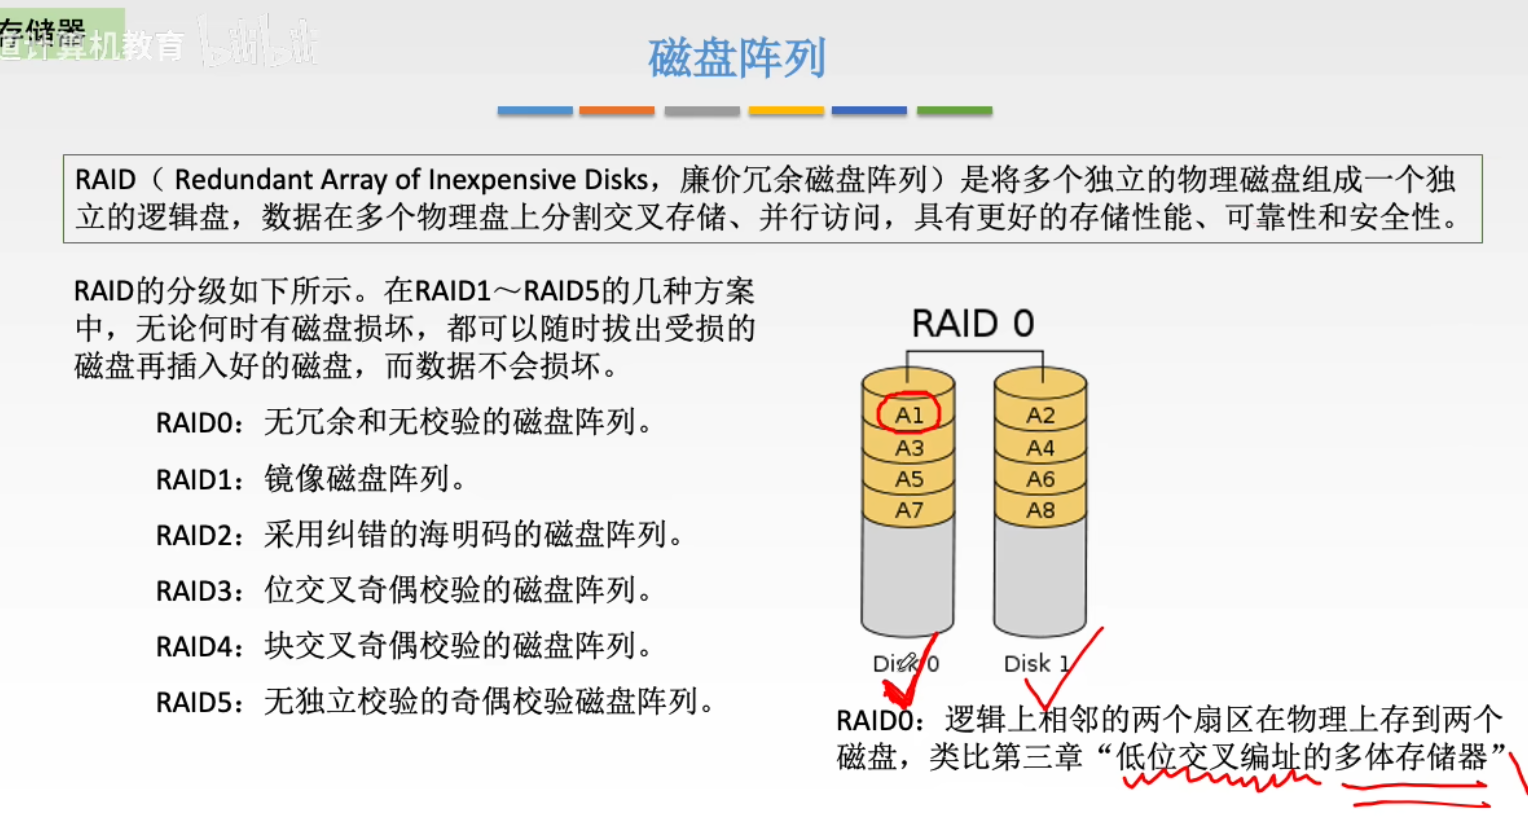 存储器
道计算机教育 bilibili
磁盘阵列
RAID（ Redundant Array of Inexpensive Disks，廉价冗余磁盘阵列）是将多个独立的物理磁盘组成一个独
立的逻辑盘，数据在多个物理盘上分割交叉存储、并行访问，具有更好的存储性能、可靠性和安全性。
RAID的分级如下所示。在RAID1～RAID5的几种方案
中，无论何时有磁盘损坏，都可以随时拔出受损的
磁盘再插入好的磁盘，而数据不会损坏。
RAID0：无冗余和无校验的磁盘阵列。
RAID1：镜像磁盘阵列。
RAID2：采用纠错的海明码的磁盘阵列。
RAID3：位交叉奇偶校验的磁盘阵列。
RAID4：块交叉奇偶校验的磁盘阵列。
RAID5：无独立校验的奇偶校验磁盘阵列。
RAID 0
A1 A2
A3 A4
A5 A6
A7 A8
Disk 0 Disk 1
RAID0：逻辑上相邻的两个扇区在物理上存到两个
磁盘，类比第三章“低位交叉编址的多体存储器”